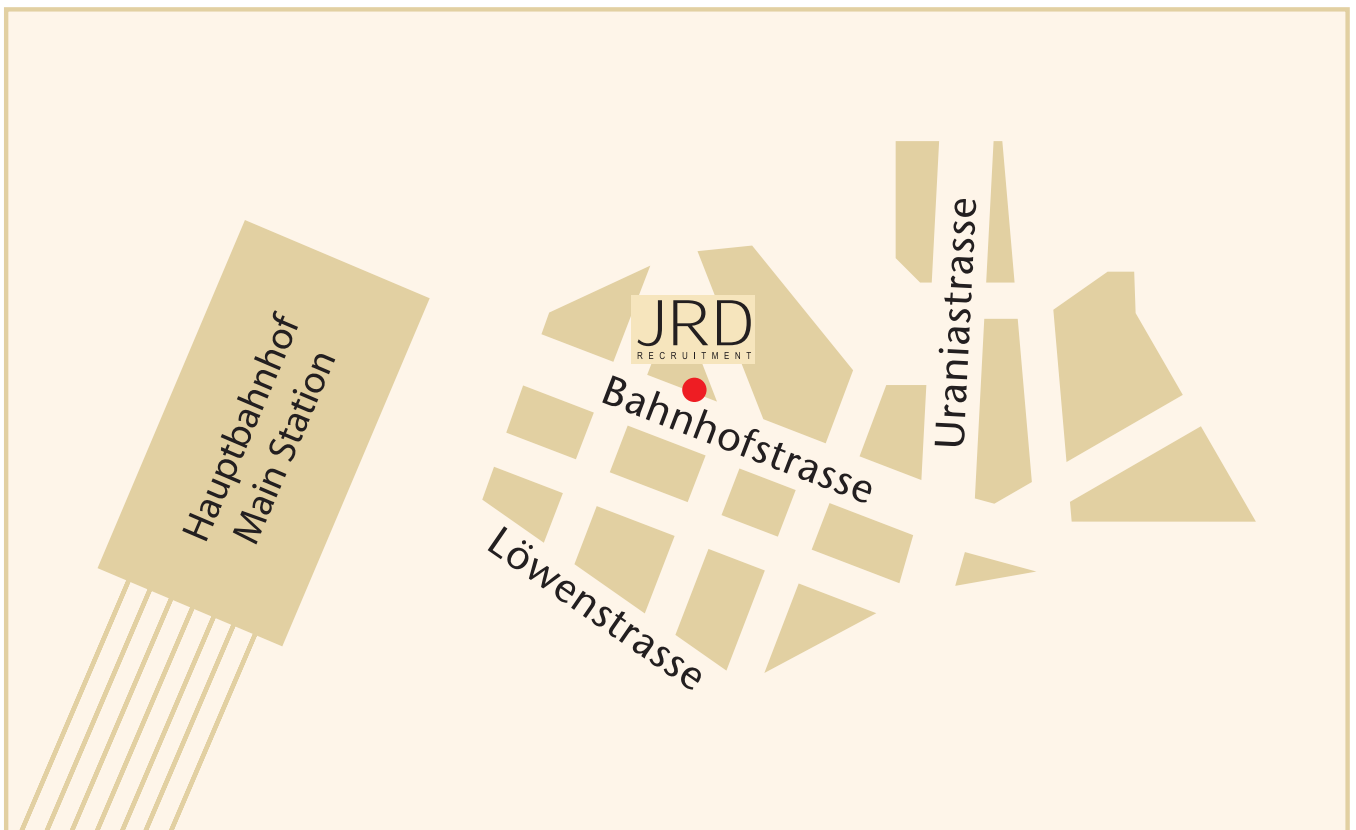 Hauptbahnhof
Main Station
JRD
RECRUITMENT
Bahnhofstrasse
Löwenstrasse
Uraniastrasse